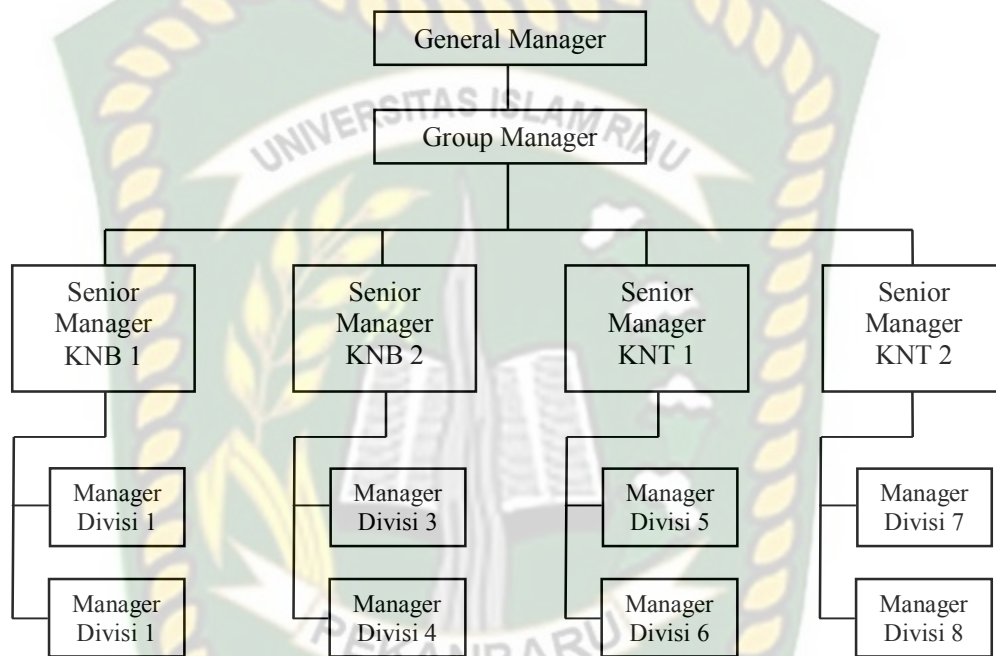 General Manager
UNIVERSITAS ISLAM RIAU
Group Manager
Senior
Manager
KNB 1
Senior
Manager
KNB 2
Senior
Manager
KNT 1
Senior
Manager
KNT 2
Manager
Divisi 1
Manager
Divisi 3
Manager
Divisi 5
Manager
Divisi 7
Manager
Divisi 1
Manager
Divisi 4
Manager
Divisi 6
Manager
Divisi 8
PEKANBARU